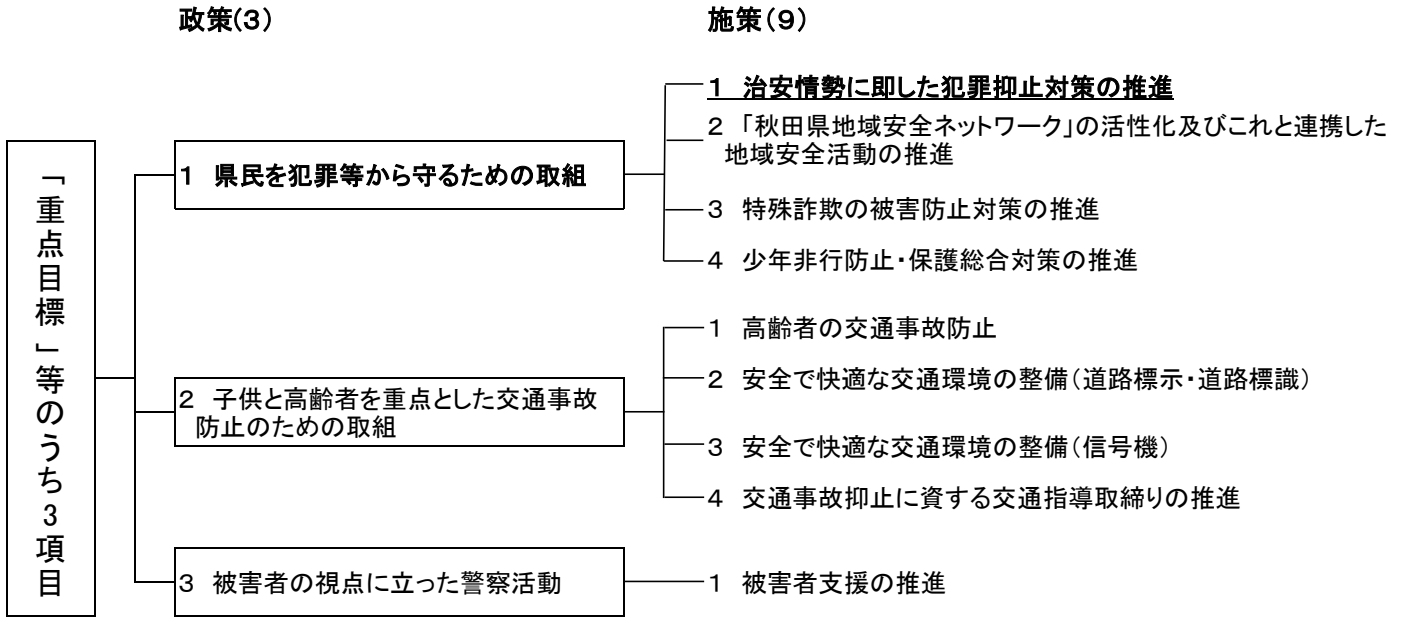 政策(3)
施策(9)
「重点目標」等のうち3項目
1 県民を犯罪等から守るための取組
1 治安情勢に即した犯罪抑止対策の推進
2 「秋田県地域安全ネットワーク」の活性化及びこれと連携した
地域安全活動の推進
3 特殊詐欺の被害防止対策の推進
4 少年非行防止・保護総合対策の推進
2 子供と高齢者を重点とした交通事故
防止のための取組
1 高齢者の交通事故防止
2 安全で快適な交通環境の整備(道路標示・道路標識)
3 安全で快適な交通環境の整備(信号機)
4 交通事故抑止に資する交通指導取締りの推進
3 被害者の視点に立った警察活動
1 被害者支援の推進